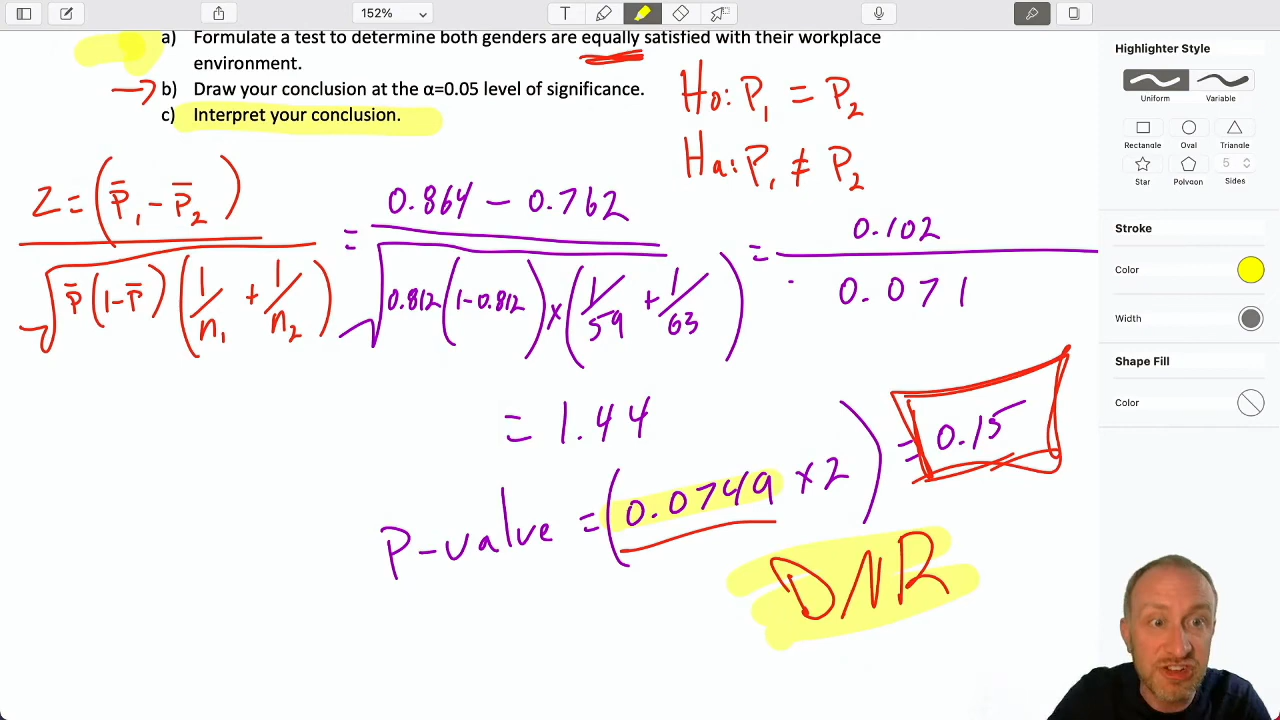 152%
T
a) Formulate a test to determine both genders are equally satisfied with their workplace
environment.
b) Draw your conclusion at the α=0.05 level of significance.
c) Interpret your conclusion.
Ho: P₁ = P₂
Ha: P₁ ≠ P₂
Z = (p̄₁ - p̄₂) / √ p̄(1-p̄)(1/n₁ + 1/n₂) = 0.864 - 0.762 / √ 0.812(1-0.812)×(1/59 + 1/63) = 0.102 / 0.071
= 1.44
P-value = (0.0749 × 2) = 0.15
DNR
Highlighter Style
Uniform Variable
Rectangle Oval Triangle
5
Star Polygon Sides
Stroke
Color
Width
Shape Fill
Color